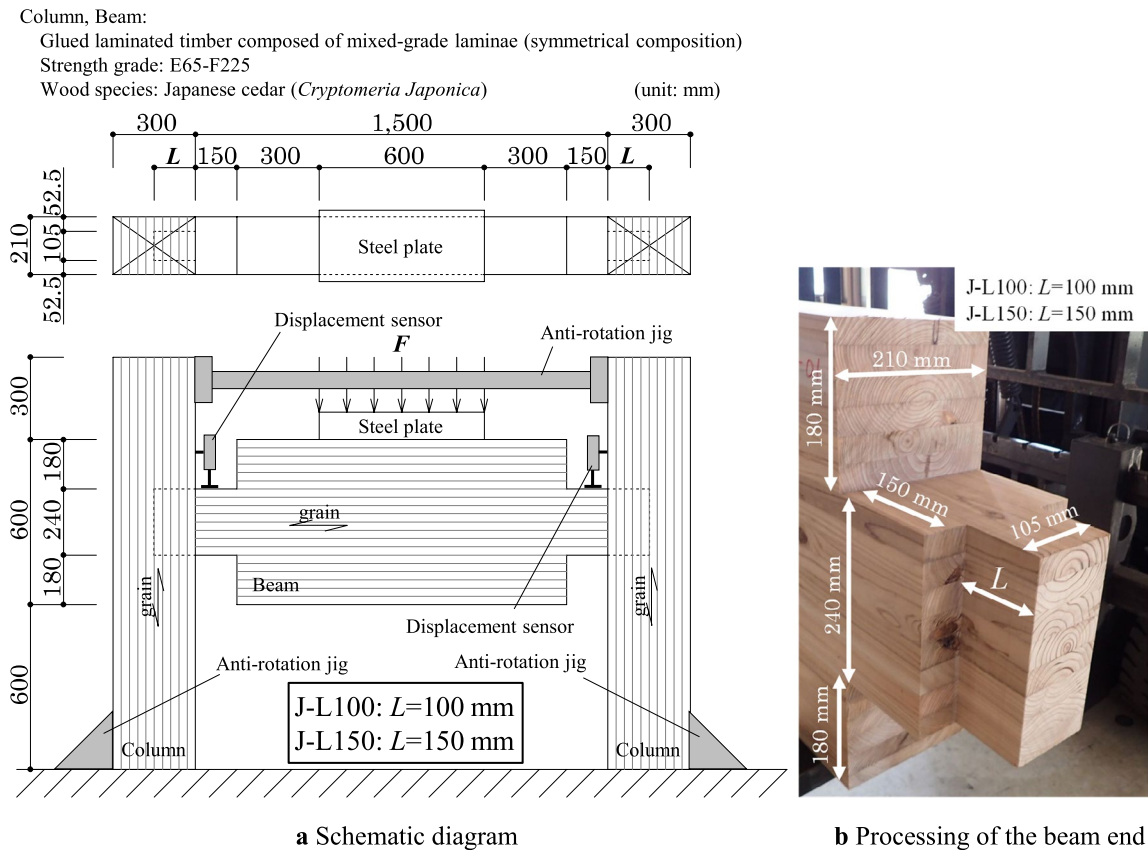 Column, Beam:
Glued laminated timber composed of mixed-grade laminae (symmetrical composition)
Strength grade: E65-F225
Wood species: Japanese cedar (Cryptomeria Japonica)
(unit: mm)
300
1,500
300
L
150
300
600
300
150
L
52.5
210
105
52.5
Steel plate
Displacement sensor
F
Anti-rotation jig
300
Steel plate
180
600
240
grain
180
grain
Beam
grain
Displacement sensor
600
Anti-rotation jig
Anti-rotation jig
J-L100: L=100 mm
J-L150: L=150 mm
Column
Column
a Schematic diagram
J-L100: L=100 mm
J-L150: L=150 mm
210 mm
180 mm
150 mm
105 mm
L
240 mm
180 mm
b Processing of the beam end